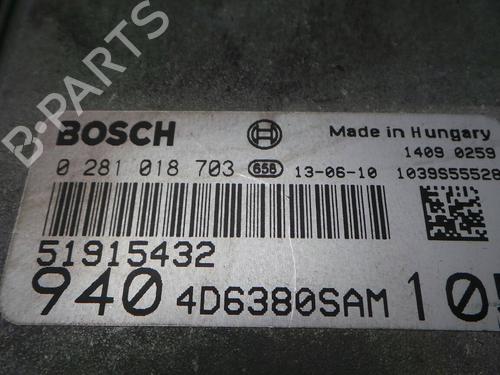 B-PARTS
BOSCH
Made in Hungary
1409 0259
0 281 018 703 658 13-06-10 1039S55528
51915432
940 4D6380SAM